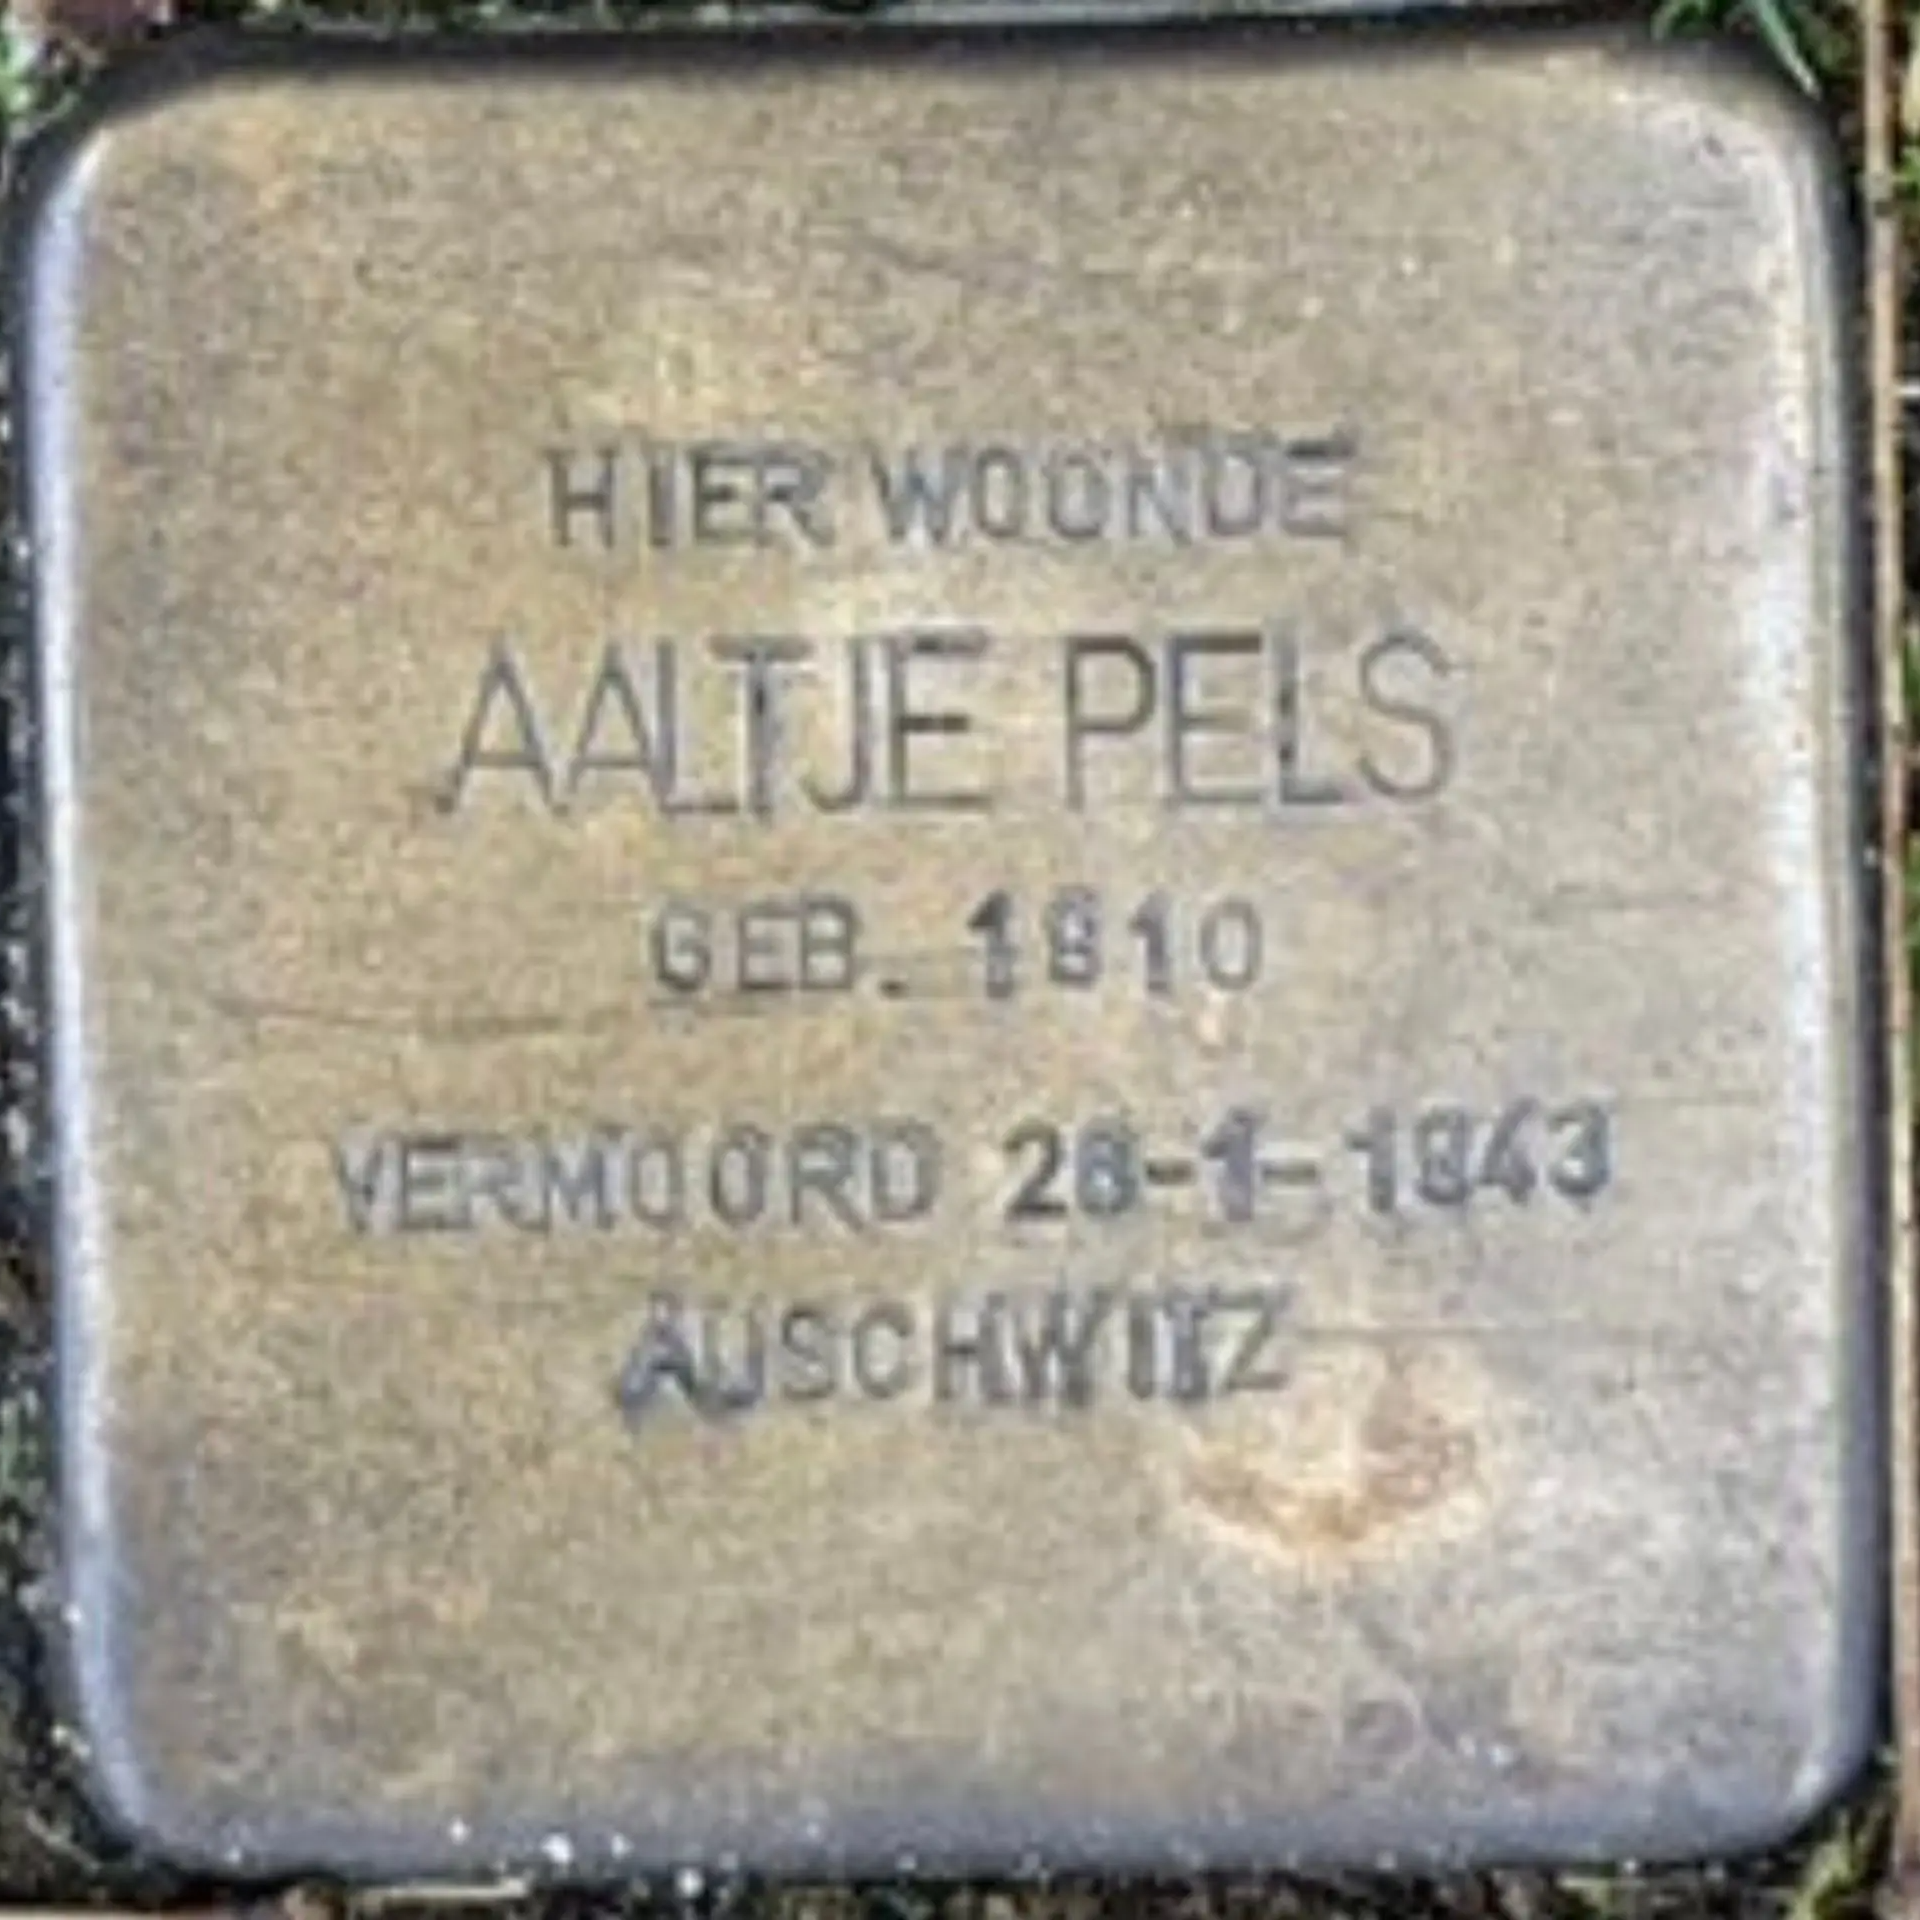 HIER WOONDE
AALTJE PELS
GEB. 1910
VERMOORD 26-1-1943
AUSCHWITZ